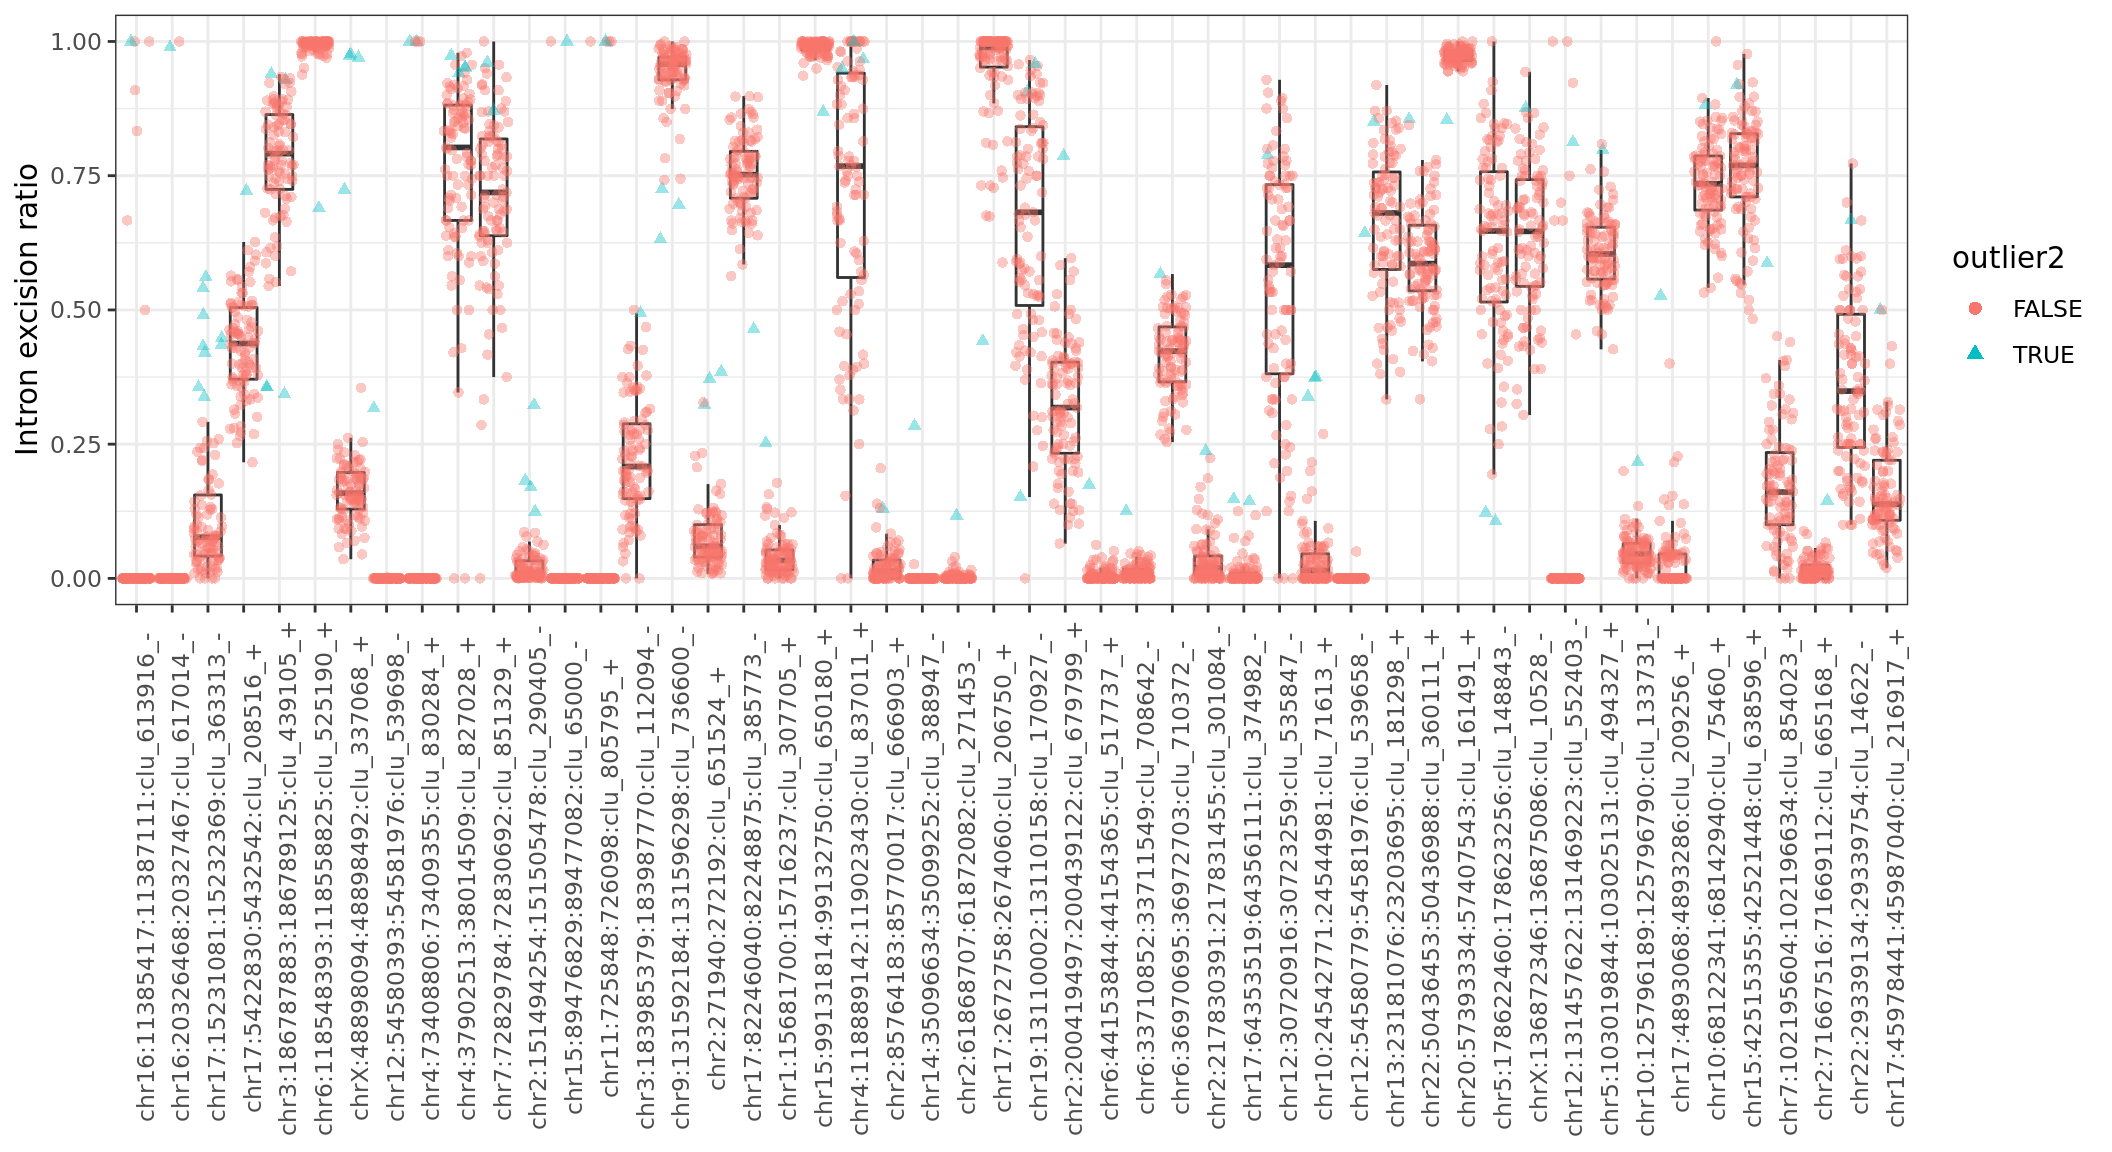 Intron excision ratio
1.00
0.75
0.50
0.25
0.00
chr16:11385417:11387111:clu_613916_-
chr16:20326468:20327467:clu_617014_-
chr17:15231081:15232369:clu_363313_-
chr17:5422830:5432542:clu_208516_+
chr3:186787883:186789125:clu_439105_+
chr6:118548393:118558825:clu_525190_+
chrX:48898094:48898492:clu_337068_+
chr12:54580393:54581976:clu_539698_-
chr4:73408806:73409355:clu_830284_+
chr4:37902513:38014509:clu_827028_+
chr7:72829784:72830692:clu_851329_+
chr2:151494254:151505478:clu_290405_-
chr15:89476829:89477082:clu_65000_-
chr11:725848:726098:clu_805795_+
chr3:183985379:183987770:clu_112094_-
chr9:131592184:131596298:clu_736600_-
chr2:271940:272192:clu_651524_+
chr17:82246040:82248875:clu_385773_-
chr1:15681700:15716237:clu_307705_+
chr15:99131814:99132750:clu_650180_+
chr4:118889142:119023430:clu_837011_+
chr2:85764183:85770017:clu_666903_+
chr14:35096634:35099252:clu_388947_-
chr2:61868707:61872082:clu_271453_-
chr17:2672758:2674060:clu_206750_+
chr19:13110002:13110158:clu_170927_-
chr2:200419497:200439122:clu_679799_+
chr6:44153844:44154365:clu_517737_+
chr6:33710852:33711549:clu_708642_-
chr6:36970695:36972703:clu_710372_-
chr2:217830391:217831455:clu_301084_-
chr17:64353519:64356111:clu_374982_-
chr12:30720916:30723259:clu_535847_-
chr10:24542771:24544981:clu_71613_+
chr12:54580779:54581976:clu_539658_-
chr13:23181076:23203695:clu_181298_+
chr22:50436453:50436988:clu_360111_+
chr20:57393334:57407543:clu_161491_+
chr5:178622460:178623256:clu_148843_-
chrX:136872346:136875086:clu_10528_-
chr12:131457622:131469223:clu_552403_-
chr5:103019844:103025131:clu_494327_+
chr10:125796189:125796790:clu_133731_-
chr17:4893068:4893286:clu_209256_+
chr10:68122341:68142940:clu_75460_+
chr15:42515355:42521448:clu_638596_+
chr7:102195604:102196634:clu_854023_+
chr2:71667516:71669112:clu_665168_+
chr22:29339134:29339754:clu_14622_-
chr17:45978441:45987040:clu_216917_+
outlier2
FALSE
TRUE